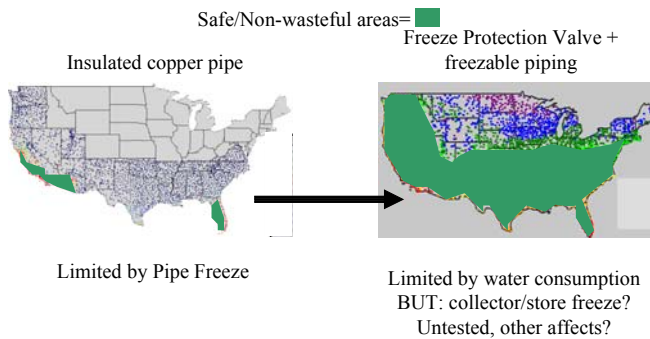 Safe/Non-wasteful areas=
Insulated copper pipe
Freeze Protection Valve +
freezable piping
Limited by Pipe Freeze
Limited by water consumption
BUT: collector/store freeze?
Untested, other affects?